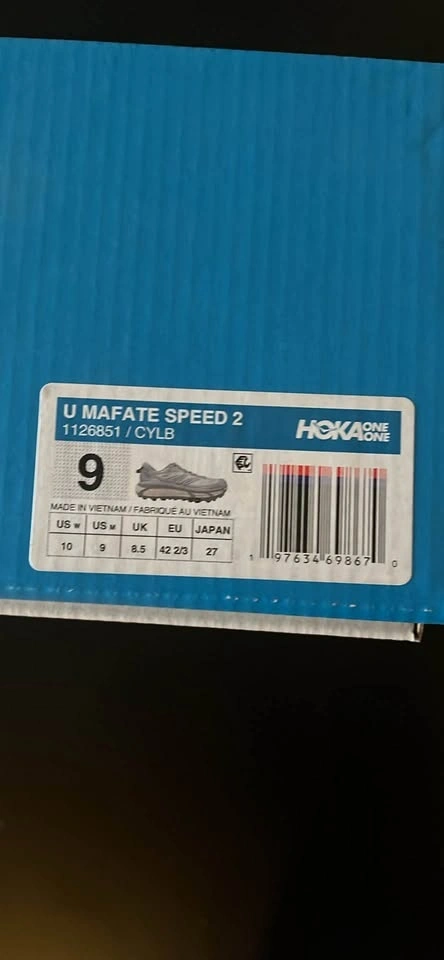 U MAFATE SPEED 2
1126851 / CYLB
HOKA ONE ONE
9
MADE IN VIETNAM / FABRIQUÉ AU VIETNAM
US W US M UK EU JAPAN
10 9 8.5 42 2/3 27
1 97634 69867 0